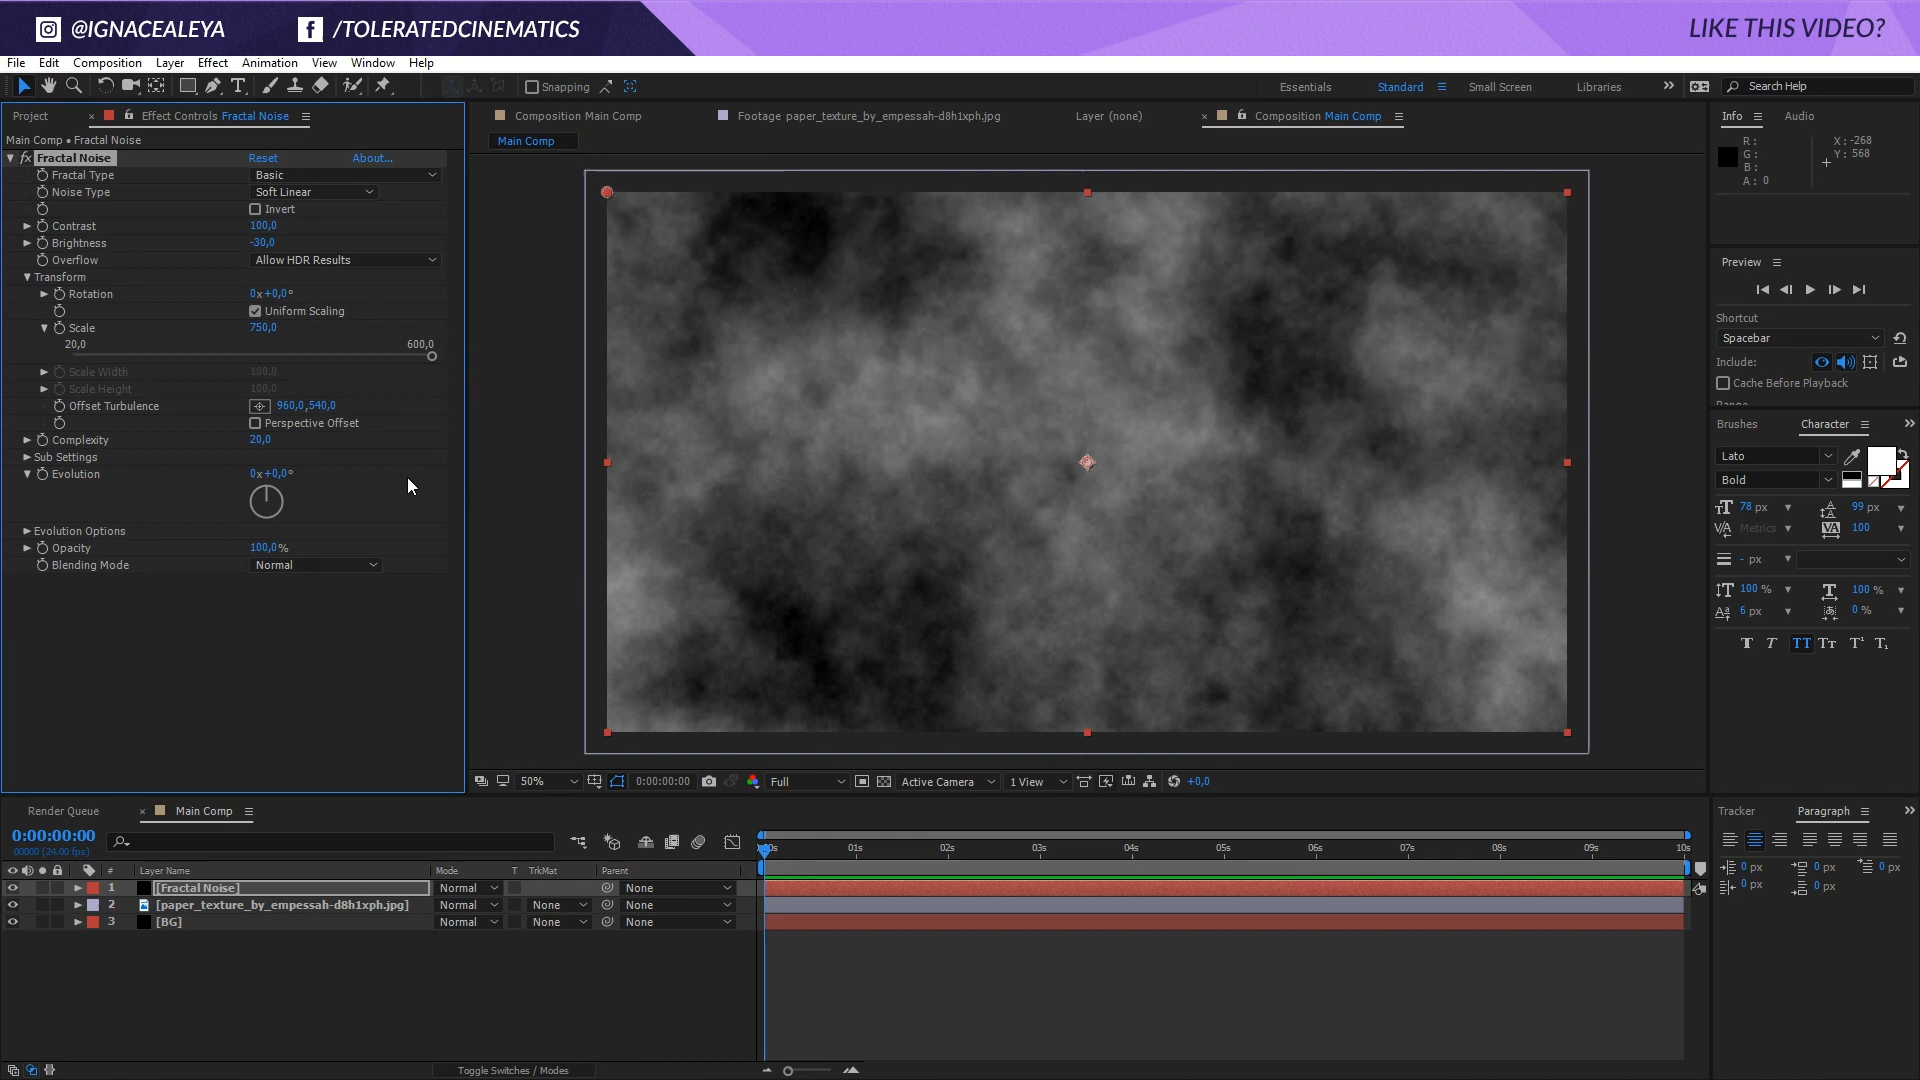 @IGNACEALEYA /TOLERATEDCINEMATICS LIKE THIS VIDEO?
File Edit Composition Layer Effect Animation View Window Help
Snapping Essentials Standard Small Screen Libraries Search Help
Project Effect Controls Fractal Noise
Main Comp • Fractal Noise
fx Fractal Noise Reset About...
Fractal Type Basic
Noise Type Soft Linear
Invert
Contrast 100,0
Brightness -30,0
Overflow Allow HDR Results
Transform
Rotation 0x+0,0°
Uniform Scaling
Scale 750,0
20,0 600,0
Scale Width 100,0
Scale Height 100,0
Offset Turbulence 960,0,540,0
Perspective Offset
Complexity 20,0
Sub Settings
Evolution 0x+0,0°
Evolution Options
Opacity 100,0%
Blending Mode Normal
Composition Main Comp Footage paper_texture_by_empessah-d8h1xph.jpg Layer (none) Composition Main Comp
Main Comp
50% 0:00:00:00 Full Active Camera 1 View +0,0
Info Audio
R: X: -268
G: Y: 568
B:
A: 0
Preview
Shortcut
Spacebar
Include:
Cache Before Playback
Brushes Character
Lato
Bold
78 px 99 px
Metrics 100
- px
100 % 100 %
6 px 0 %
T T TT Tt T¹ T₁
Render Queue Main Comp
0:00:00:00
00000 (24.00 fps)
# Layer Name Mode T TrkMat Parent
1 [Fractal Noise] Normal None
2 [paper_texture_by_empessah-d8h1xph.jpg] Normal None None
3 [BG] Normal None None
01s 02s 03s 04s 05s 06s 07s 08s 09s 10s
Toggle Switches / Modes
Tracker Paragraph
0 px 0 px 0 px
0 px 0 px